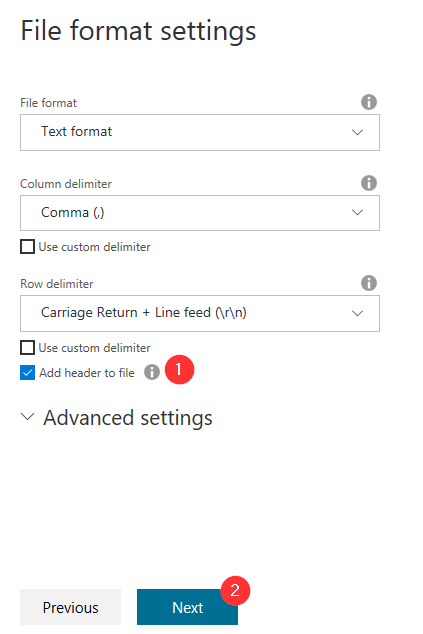 File format settings
File format
Text format
Column delimiter
Comma (,)
Use custom delimiter
Row delimiter
Carriage Return + Line feed (\r\n)
Use custom delimiter
Add header to file 1
Advanced settings
2
Previous Next